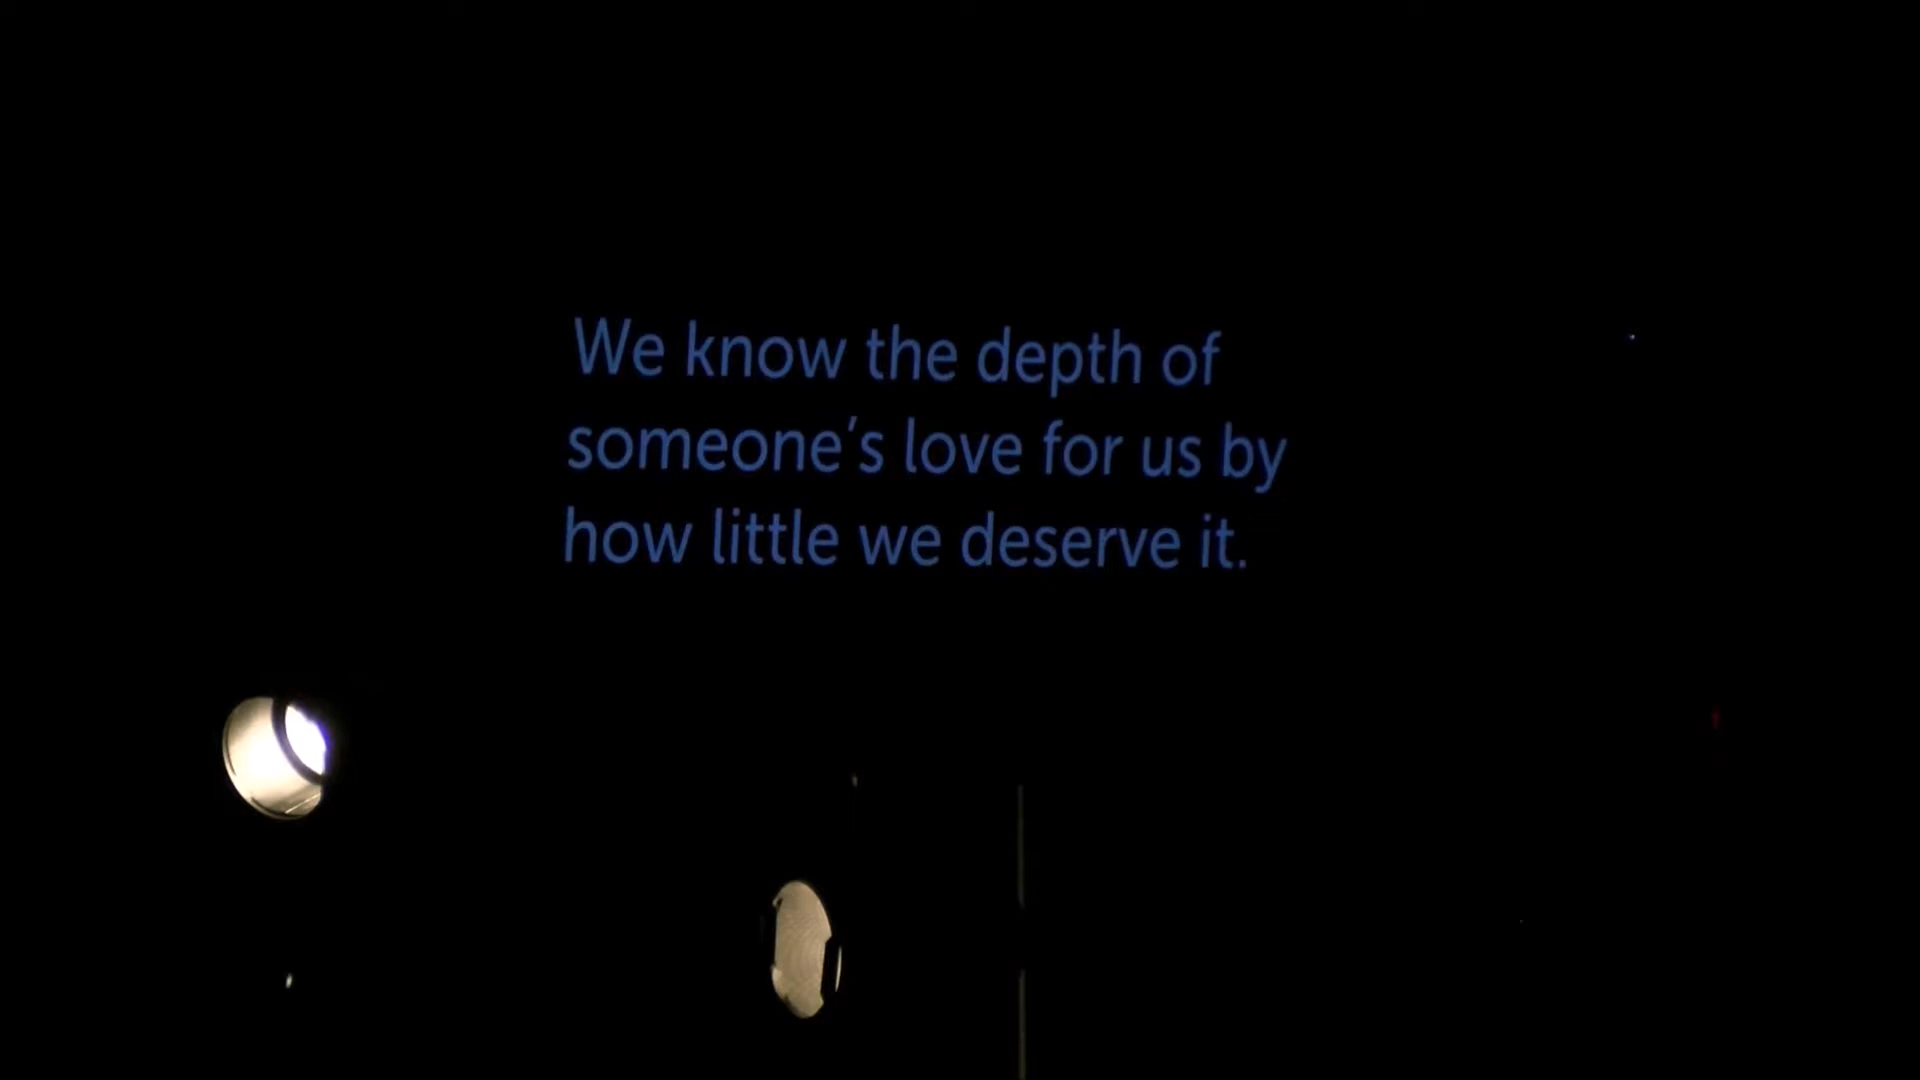 We know the depth of
someone’s love for us by
how little we deserve it.